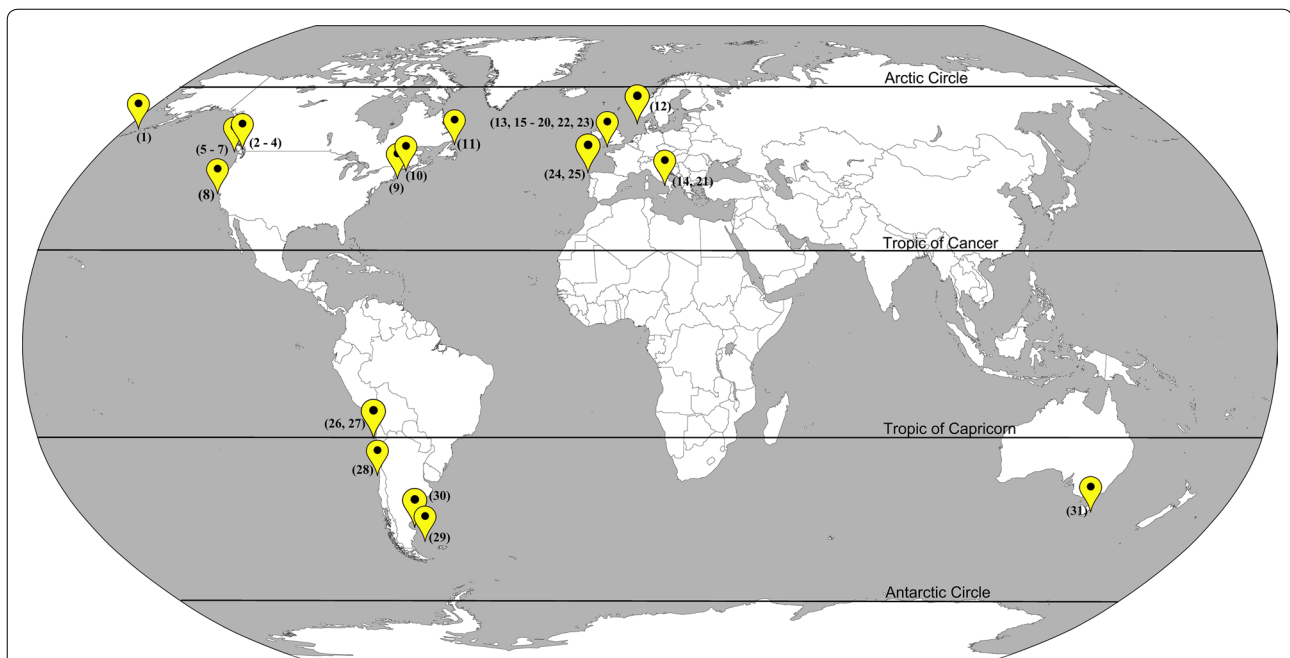 Arctic Circle
(1)
(12)
(13, 15 - 20, 22, 23)
(11)
(5 - 7)
(2 - 4)
(10)
(24, 25)
(14, 21)
(9)
(8)
Tropic of Cancer
(26, 27)
Tropic of Capricorn
(28)
(30)
(31)
(29)
Antarctic Circle